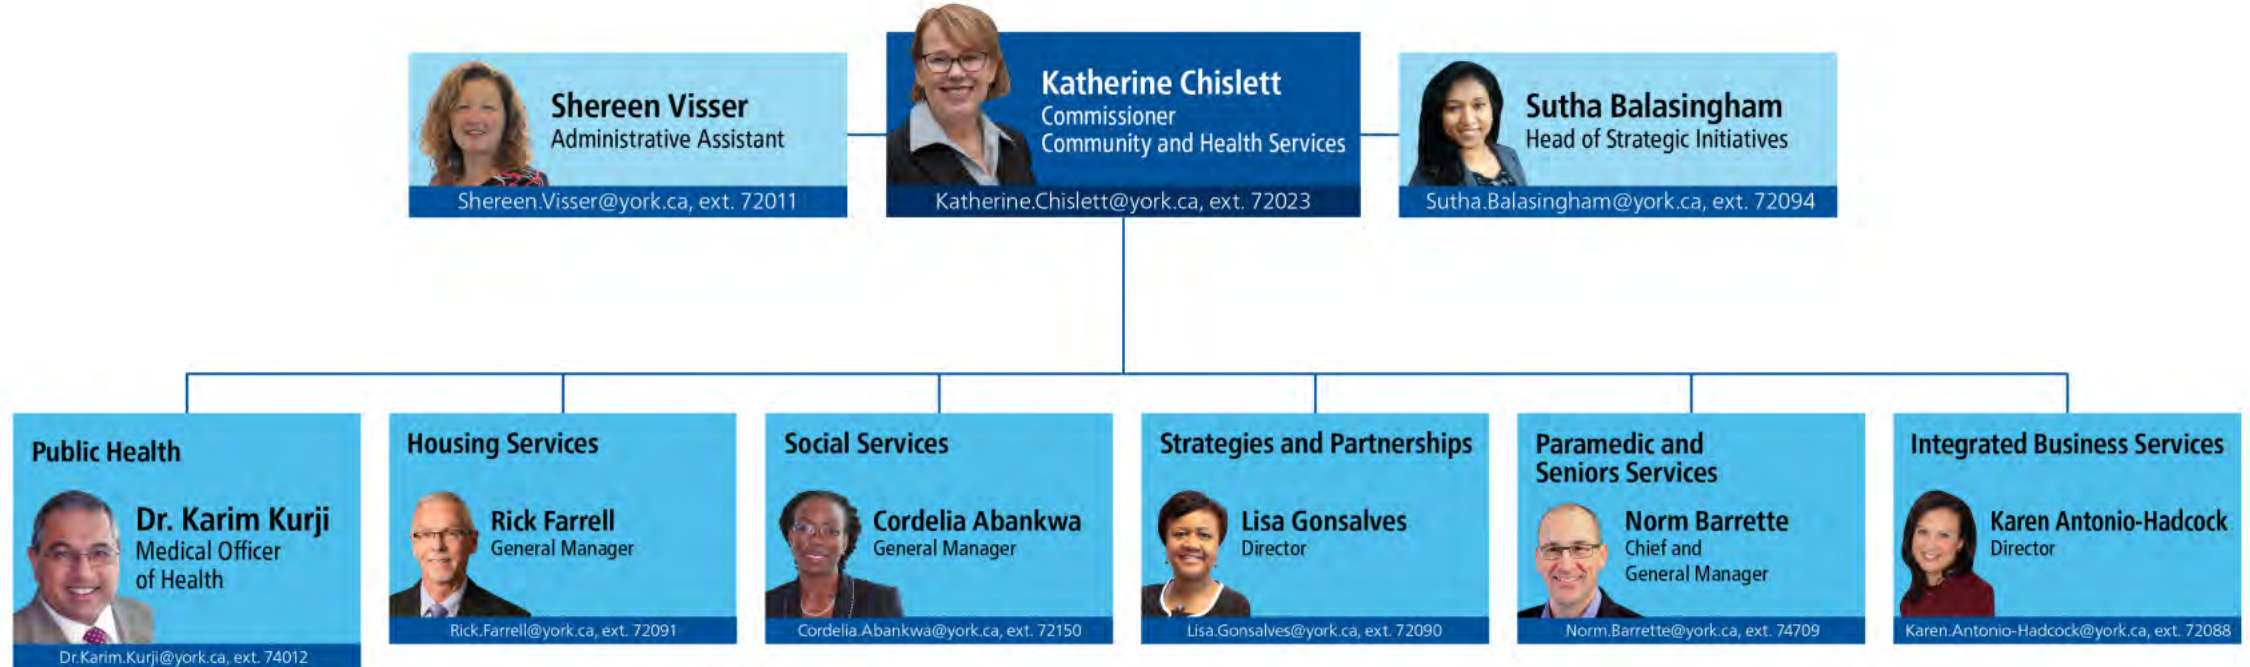 Shereen Visser
Administrative Assistant
Shereen.Visser@york.ca, ext. 72011
Katherine Chislett
Commissioner
Community and Health Services
Katherine.Chislett@york.ca, ext. 72023
Sutha Balasingham
Head of Strategic Initiatives
Sutha.Balasingham@york.ca, ext. 72094
Public Health
Dr. Karim Kurji
Medical Officer
of Health
Dr.Karim.Kurji@york.ca, ext. 74012
Housing Services
Rick Farrell
General Manager
Rick.Farrell@york.ca, ext. 72091
Social Services
Cordelia Abankwa
General Manager
Cordelia.Abankwa@york.ca, ext. 72150
Strategies and Partnerships
Lisa Gonsalves
Director
Lisa.Gonsalves@york.ca, ext. 72090
Paramedic and
Seniors Services
Norm Barrette
Chief and
General Manager
Norm.Barrette@york.ca, ext. 74709
Integrated Business Services
Karen Antonio-Hadcock
Director
Karen.Antonio-Hadcock@york.ca, ext. 72088